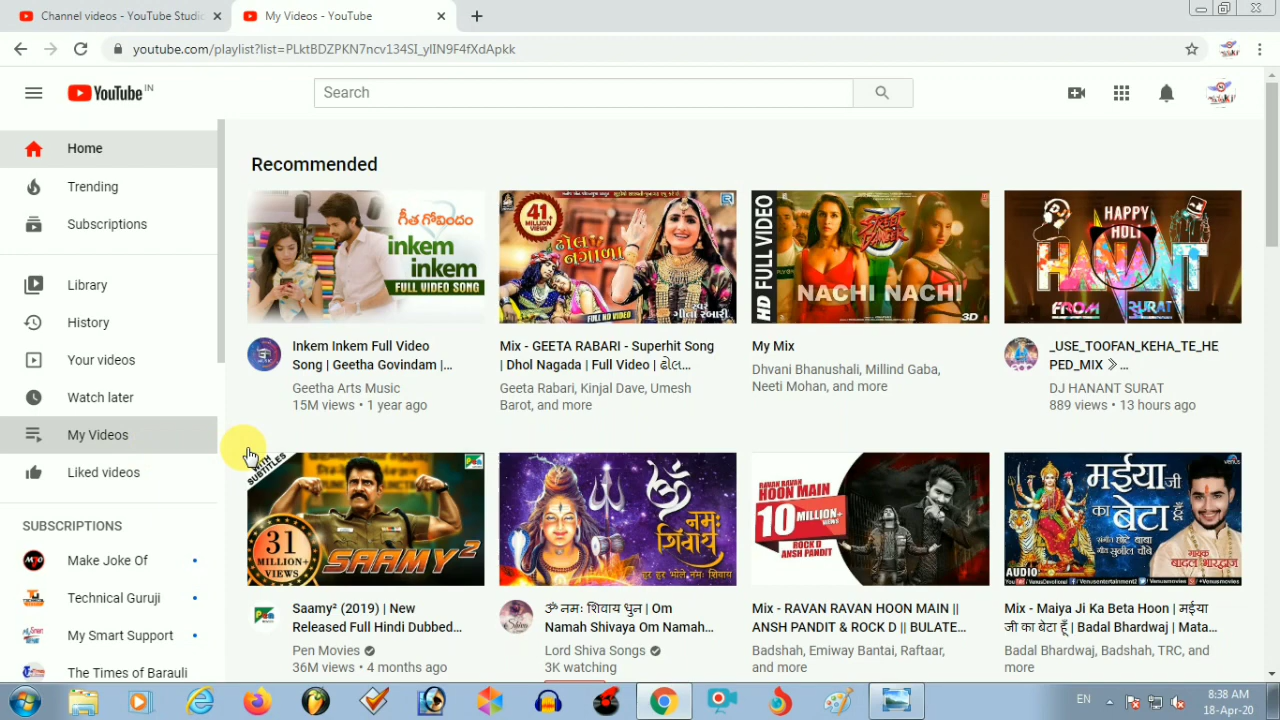 Channel videos - YouTube Studio
My Videos - YouTube
youtube.com/playlist?list=PLktBDZPKN7ncv134SI_ylIN9F4fXdApkk
YouTube IN
Search
Home
Trending
Subscriptions
Library
History
Your videos
Watch later
My Videos
Liked videos
SUBSCRIPTIONS
Make Joke Of
Technical Guruji
My Smart Support
The Times of Barauli
Recommended
గీత గోవిందం
inkem
inkem
FULL VIDEO SONG
Inkem Inkem Full Video
Song | Geetha Govindam |...
Geetha Arts Music
15M views • 1 year ago
41+
MILLION
VIEWS
ઢોલ
નગાળા
FULL HD VIDEO
ગીતા રબારી
Mix - GEETA RABARI - Superhit Song
| Dhol Nagada | Full Video | ઢોલ...
Geeta Rabari, Kinjal Dave, Umesh
Barot, and more
HD FULL VIDEO
NACHI NACHI
3D
My Mix
Dhvani Bhanushali, Millind Gaba,
Neeti Mohan, and more
DJ
HAPPY
HOLI
HANANT
FROM SURAT
_USE_TOOFAN_KEHA_TE_HE
PED_MIX ⪢...
DJ HANANT SURAT
889 views • 13 hours ago
WITH
SUBTITLES
31
MILLION+
VIEWS
SAAMY²
Saamy² (2019) | New
Released Full Hindi Dubbed...
Pen Movies
36M views • 4 months ago
ॐ
नमः
शिवाय
हर हर भोले नमः शिवाय
ॐ नमः शिवाय धुन | Om
Namah Shivaya Om Namah...
Lord Shiva Songs
3K watching
RAVAN RAVAN
HOON MAIN
10 MILLION+
VIEWS
ROCK D
ANSH PANDIT
Mix - RAVAN RAVAN HOON MAIN ||
ANSH PANDIT & ROCK D || BULATE...
Badshah, Emiway Bantai, Raftaar,
and more
मईया जी
का बेटा हूँ
VENUS
गायक
बादल भारद्वाज
AUDIO
Mix - Maiya Ji Ka Beta Hoon | मईया
जी का बेटा हूँ | Badal Bhardwaj | Mata...
Badal Bhardwaj, Badshah, TRC, and
more
EN
8:38 AM
18-Apr-20